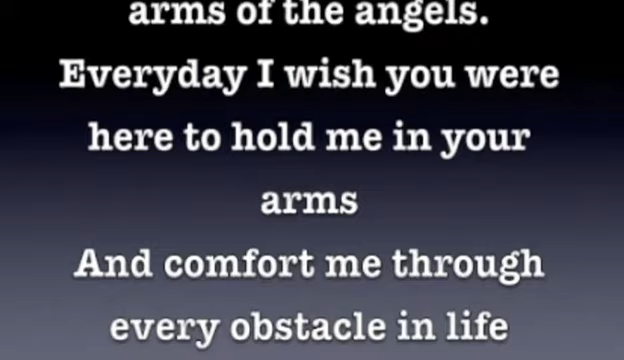 arms of the angels.
Everyday I wish you were
here to hold me in your
arms
And comfort me through
every obstacle in life